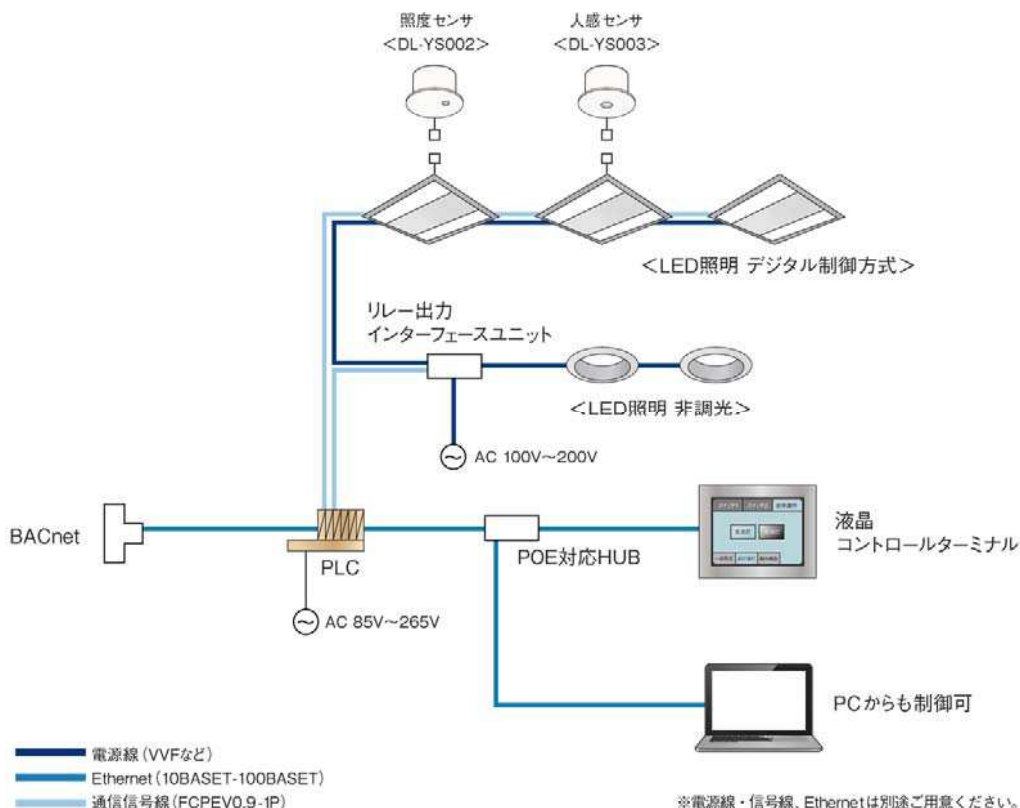 照度センサ
<DL-YS002>
人感センサ
<DL-YS003>
<LED照明 デジタル制御方式>
リレー出力
インターフェースユニット
<LED照明 非調光>
AC 100V〜200V
BACnet
PLC
POE対応HUB
液晶
コントロールターミナル
AC 85V〜265V
PCからも制御可
電源線(VVFなど)
Ethernet(10BASET-100BASET)
通信信号線(FCPEV0.9-1P)
※電源線・信号線、Ethernetは別途ご用意ください。